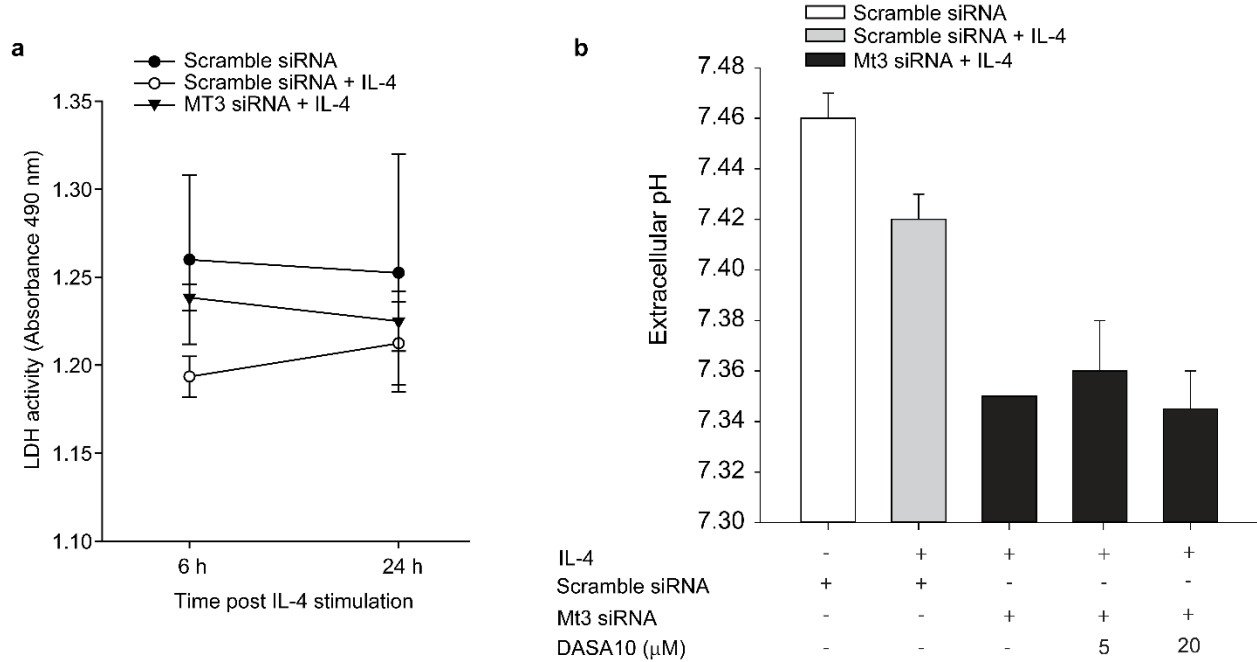 a
Scramble siRNA
Scramble siRNA + IL-4
MT3 siRNA + IL-4
LDH activity (Absorbance 490 nm)
1.35
1.30
1.25
1.20
1.15
1.10
6 h
24 h
Time post IL-4 stimulation
b
Scramble siRNA
Scramble siRNA + IL-4
Mt3 siRNA + IL-4
Extracellular pH
7.48
7.46
7.44
7.42
7.40
7.38
7.36
7.34
7.32
7.30
IL-4 - + + + +
Scramble siRNA + + - - -
Mt3 siRNA - - + + +
DASA10 (µM) - - - 5 20